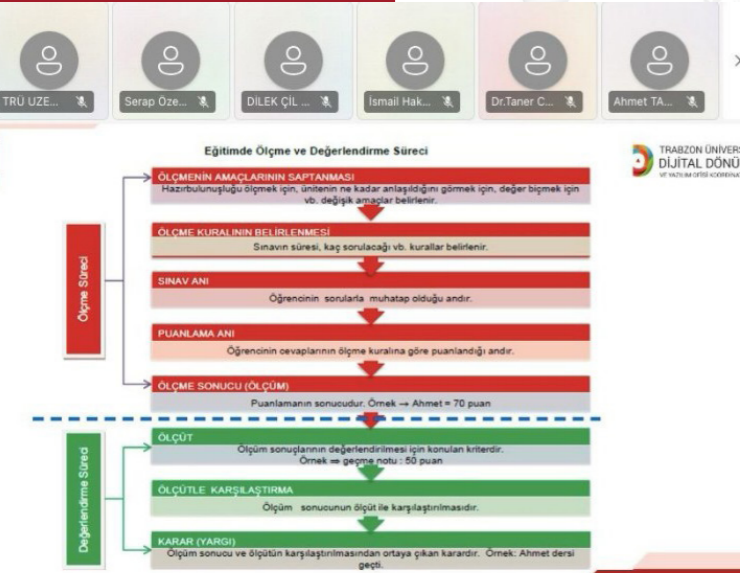 TRÜ UZE...
Serap Öze...
DİLEK ÇİL ...
İsmail Hak...
Dr.Taner C...
Ahmet TA...
TRABZON ÜNİVERS
DİJİTAL DÖNÜ
Eğitimde Ölçme ve Değerlendirme Süreci
Ölçme Süreci
ÖLÇMENİN AMAÇLARININ SAPTANMASI
Hazırbulunuşluğu ölçmek için, ünitenin ne kadar anlaşıldığını görmek için, değer biçmek için
vb. değişik amaçlar belirlenir.
ÖLÇME KURALININ BELİRLENMESİ
Sınavın süresi, kaç sorulacağı vb. kurallar belirlenir.
SINAV ANI
Öğrencinin sorularla muhatap olduğu andır.
PUANLAMA ANI
Öğrencinin cevaplarının ölçme kuralına göre puanlandığı andır.
ÖLÇME SONUCU (ÖLÇÜM)
Puanlamanın sonucudur. Örnek → Ahmet = 70 puan
Değerlendirme Süreci
ÖLÇÜT
Ölçüm sonuçlarının değerlendirilmesi için konulan kriterdir.
Örnek ⇒ geçme notu : 50 puan
ÖLÇÜTLE KARŞILAŞTIRMA
Ölçüm sonucunun ölçüt ile karşılaştırılmasıdır.
KARAR (YARGI)
Ölçüm sonucu ve ölçütün karşılaştırılmasından ortaya çıkan karardır. Örnek: Ahmet dersi
geçti.